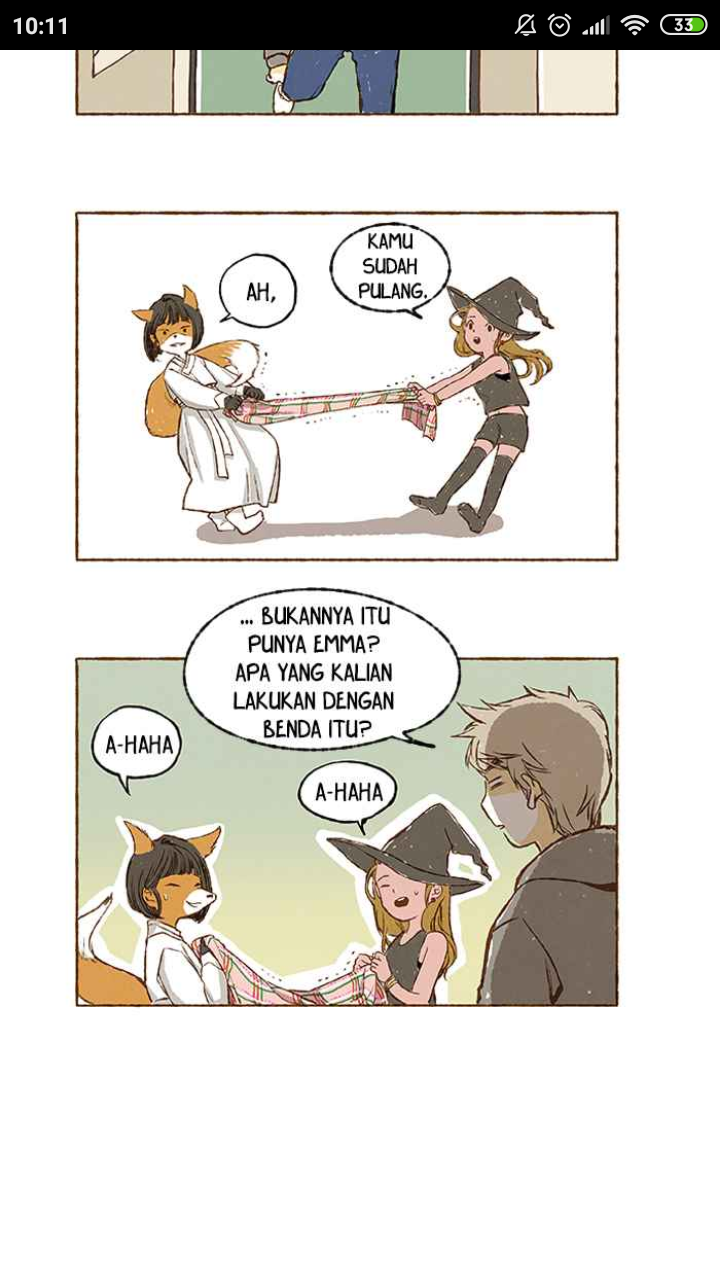 10:11
33
AH,
KAMU
SUDAH
PULANG.
... BUKANNYA ITU
PUNYA EMMA?
APA YANG KALIAN
LAKUKAN DENGAN
BENDA ITU?
A-HAHA
A-HAHA